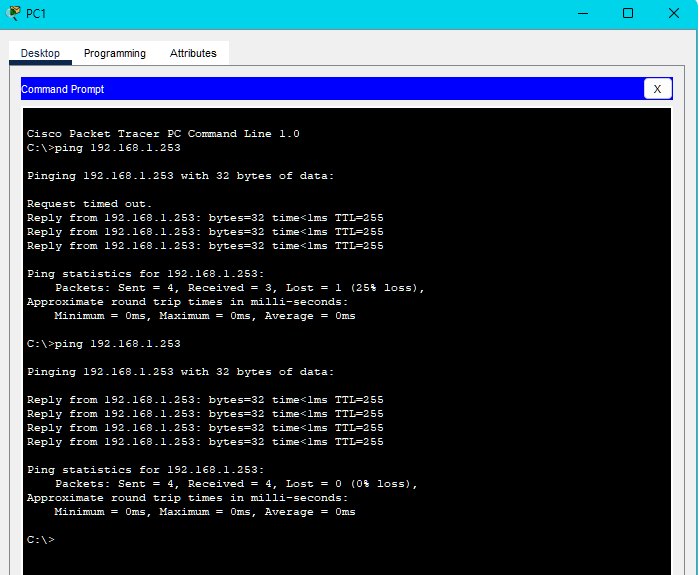 PC1
Desktop Programming Attributes
Command Prompt X
Cisco Packet Tracer PC Command Line 1.0
C:\>ping 192.168.1.253
Pinging 192.168.1.253 with 32 bytes of data:
Request timed out.
Reply from 192.168.1.253: bytes=32 time<1ms TTL=255
Reply from 192.168.1.253: bytes=32 time<1ms TTL=255
Reply from 192.168.1.253: bytes=32 time<1ms TTL=255
Ping statistics for 192.168.1.253:
Packets: Sent = 4, Received = 3, Lost = 1 (25% loss),
Approximate round trip times in milli-seconds:
Minimum = 0ms, Maximum = 0ms, Average = 0ms
C:\>ping 192.168.1.253
Pinging 192.168.1.253 with 32 bytes of data:
Reply from 192.168.1.253: bytes=32 time<1ms TTL=255
Reply from 192.168.1.253: bytes=32 time<1ms TTL=255
Reply from 192.168.1.253: bytes=32 time<1ms TTL=255
Reply from 192.168.1.253: bytes=32 time<1ms TTL=255
Ping statistics for 192.168.1.253:
Packets: Sent = 4, Received = 4, Lost = 0 (0% loss),
Approximate round trip times in milli-seconds:
Minimum = 0ms, Maximum = 0ms, Average = 0ms
C:\>